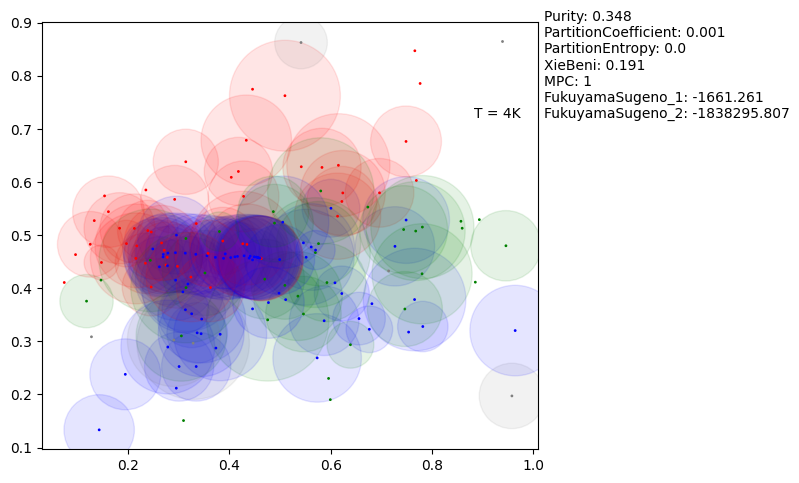 Purity: 0.348
PartitionCoefficient: 0.001
PartitionEntropy: 0.0
XieBeni: 0.191
MPC: 1
FukuyamaSugeno_1: -1661.261
FukuyamaSugeno_2: -1838295.807
T = 4K
0.9
0.8
0.7
0.6
0.5
0.4
0.3
0.2
0.1
0.2
0.4
0.6
0.8
1.0